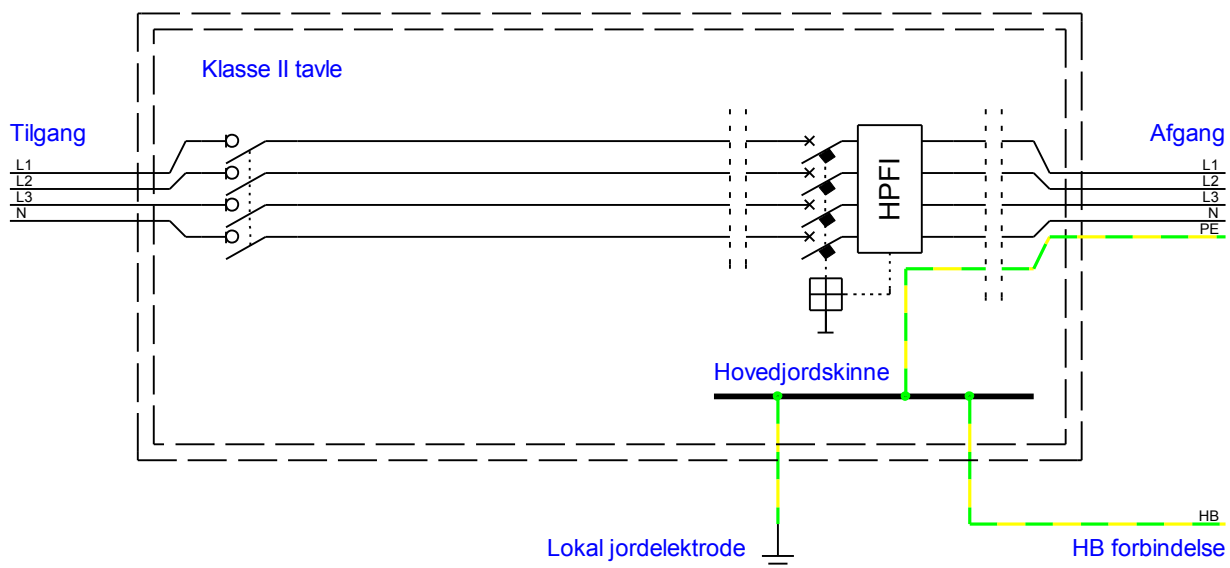 Klasse II tavle
Tilgang
L1
L2
L3
N
HPFI
Afgang
L1
L2
L3
N
PE
Hovedjordskinne
Lokal jordelektrode
HB
HB forbindelse